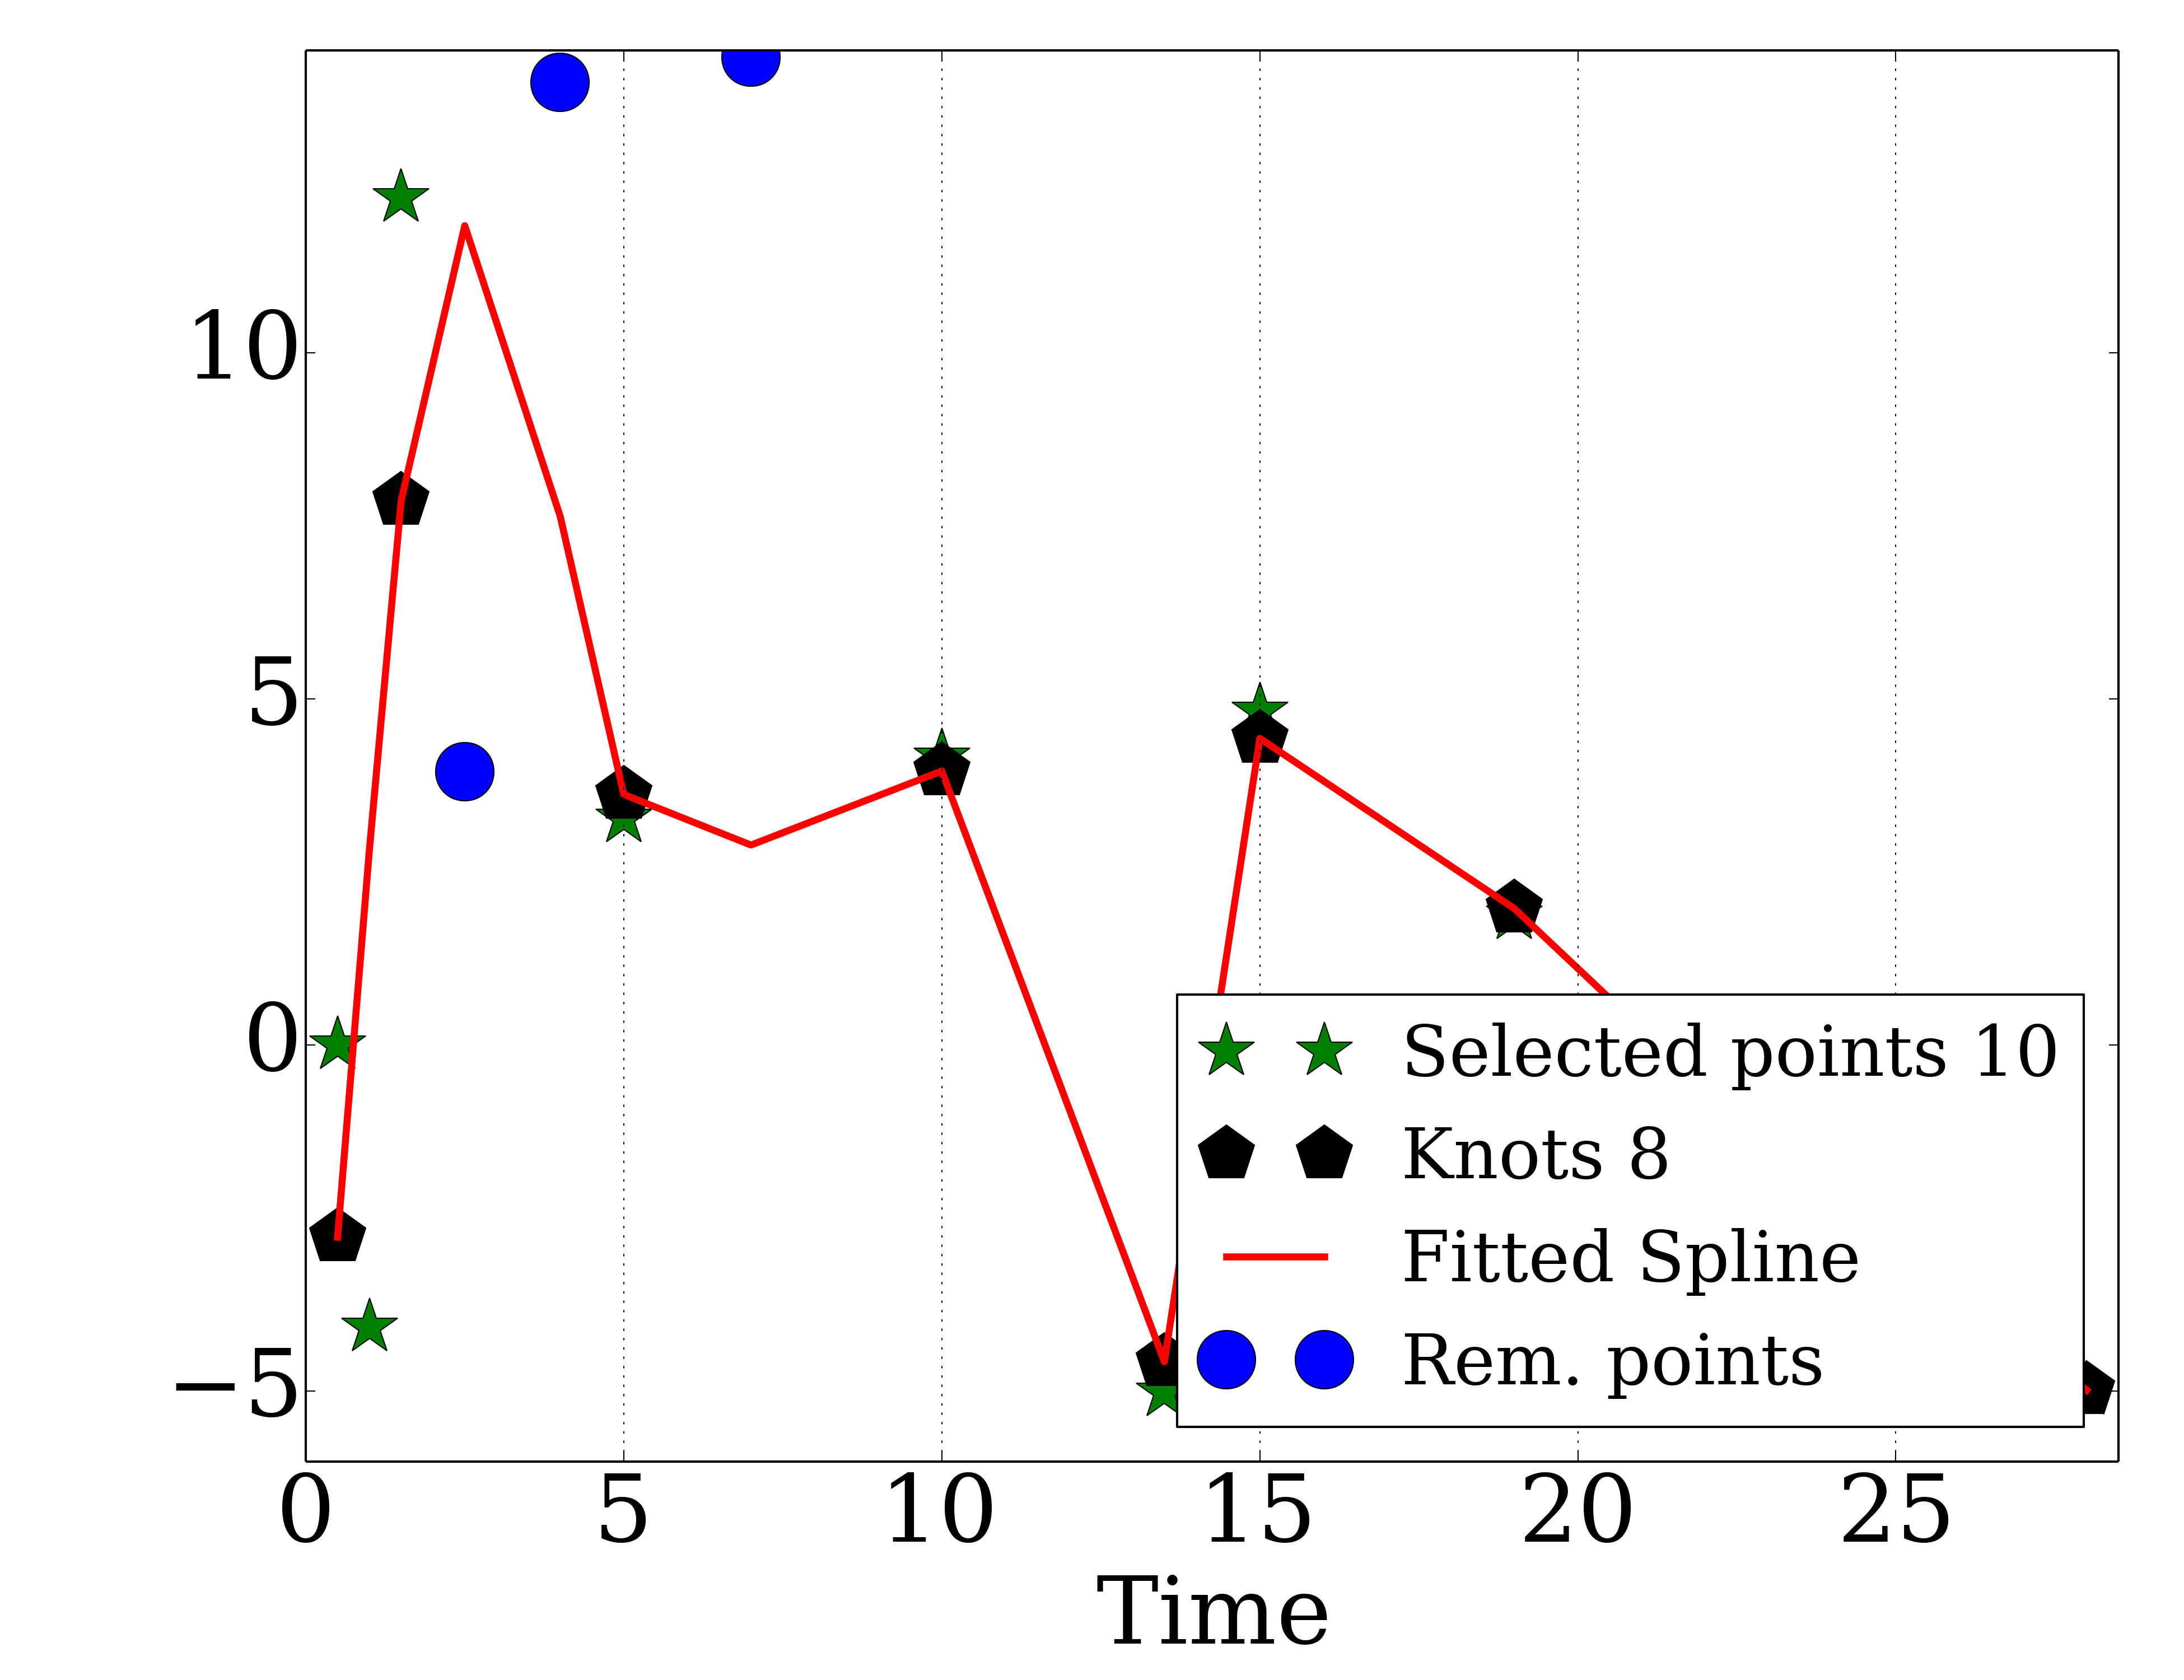 10
5
0
−5
Selected points 10
Knots 8
Fitted Spline
Rem. points
0 5 10 15 20 25
Time